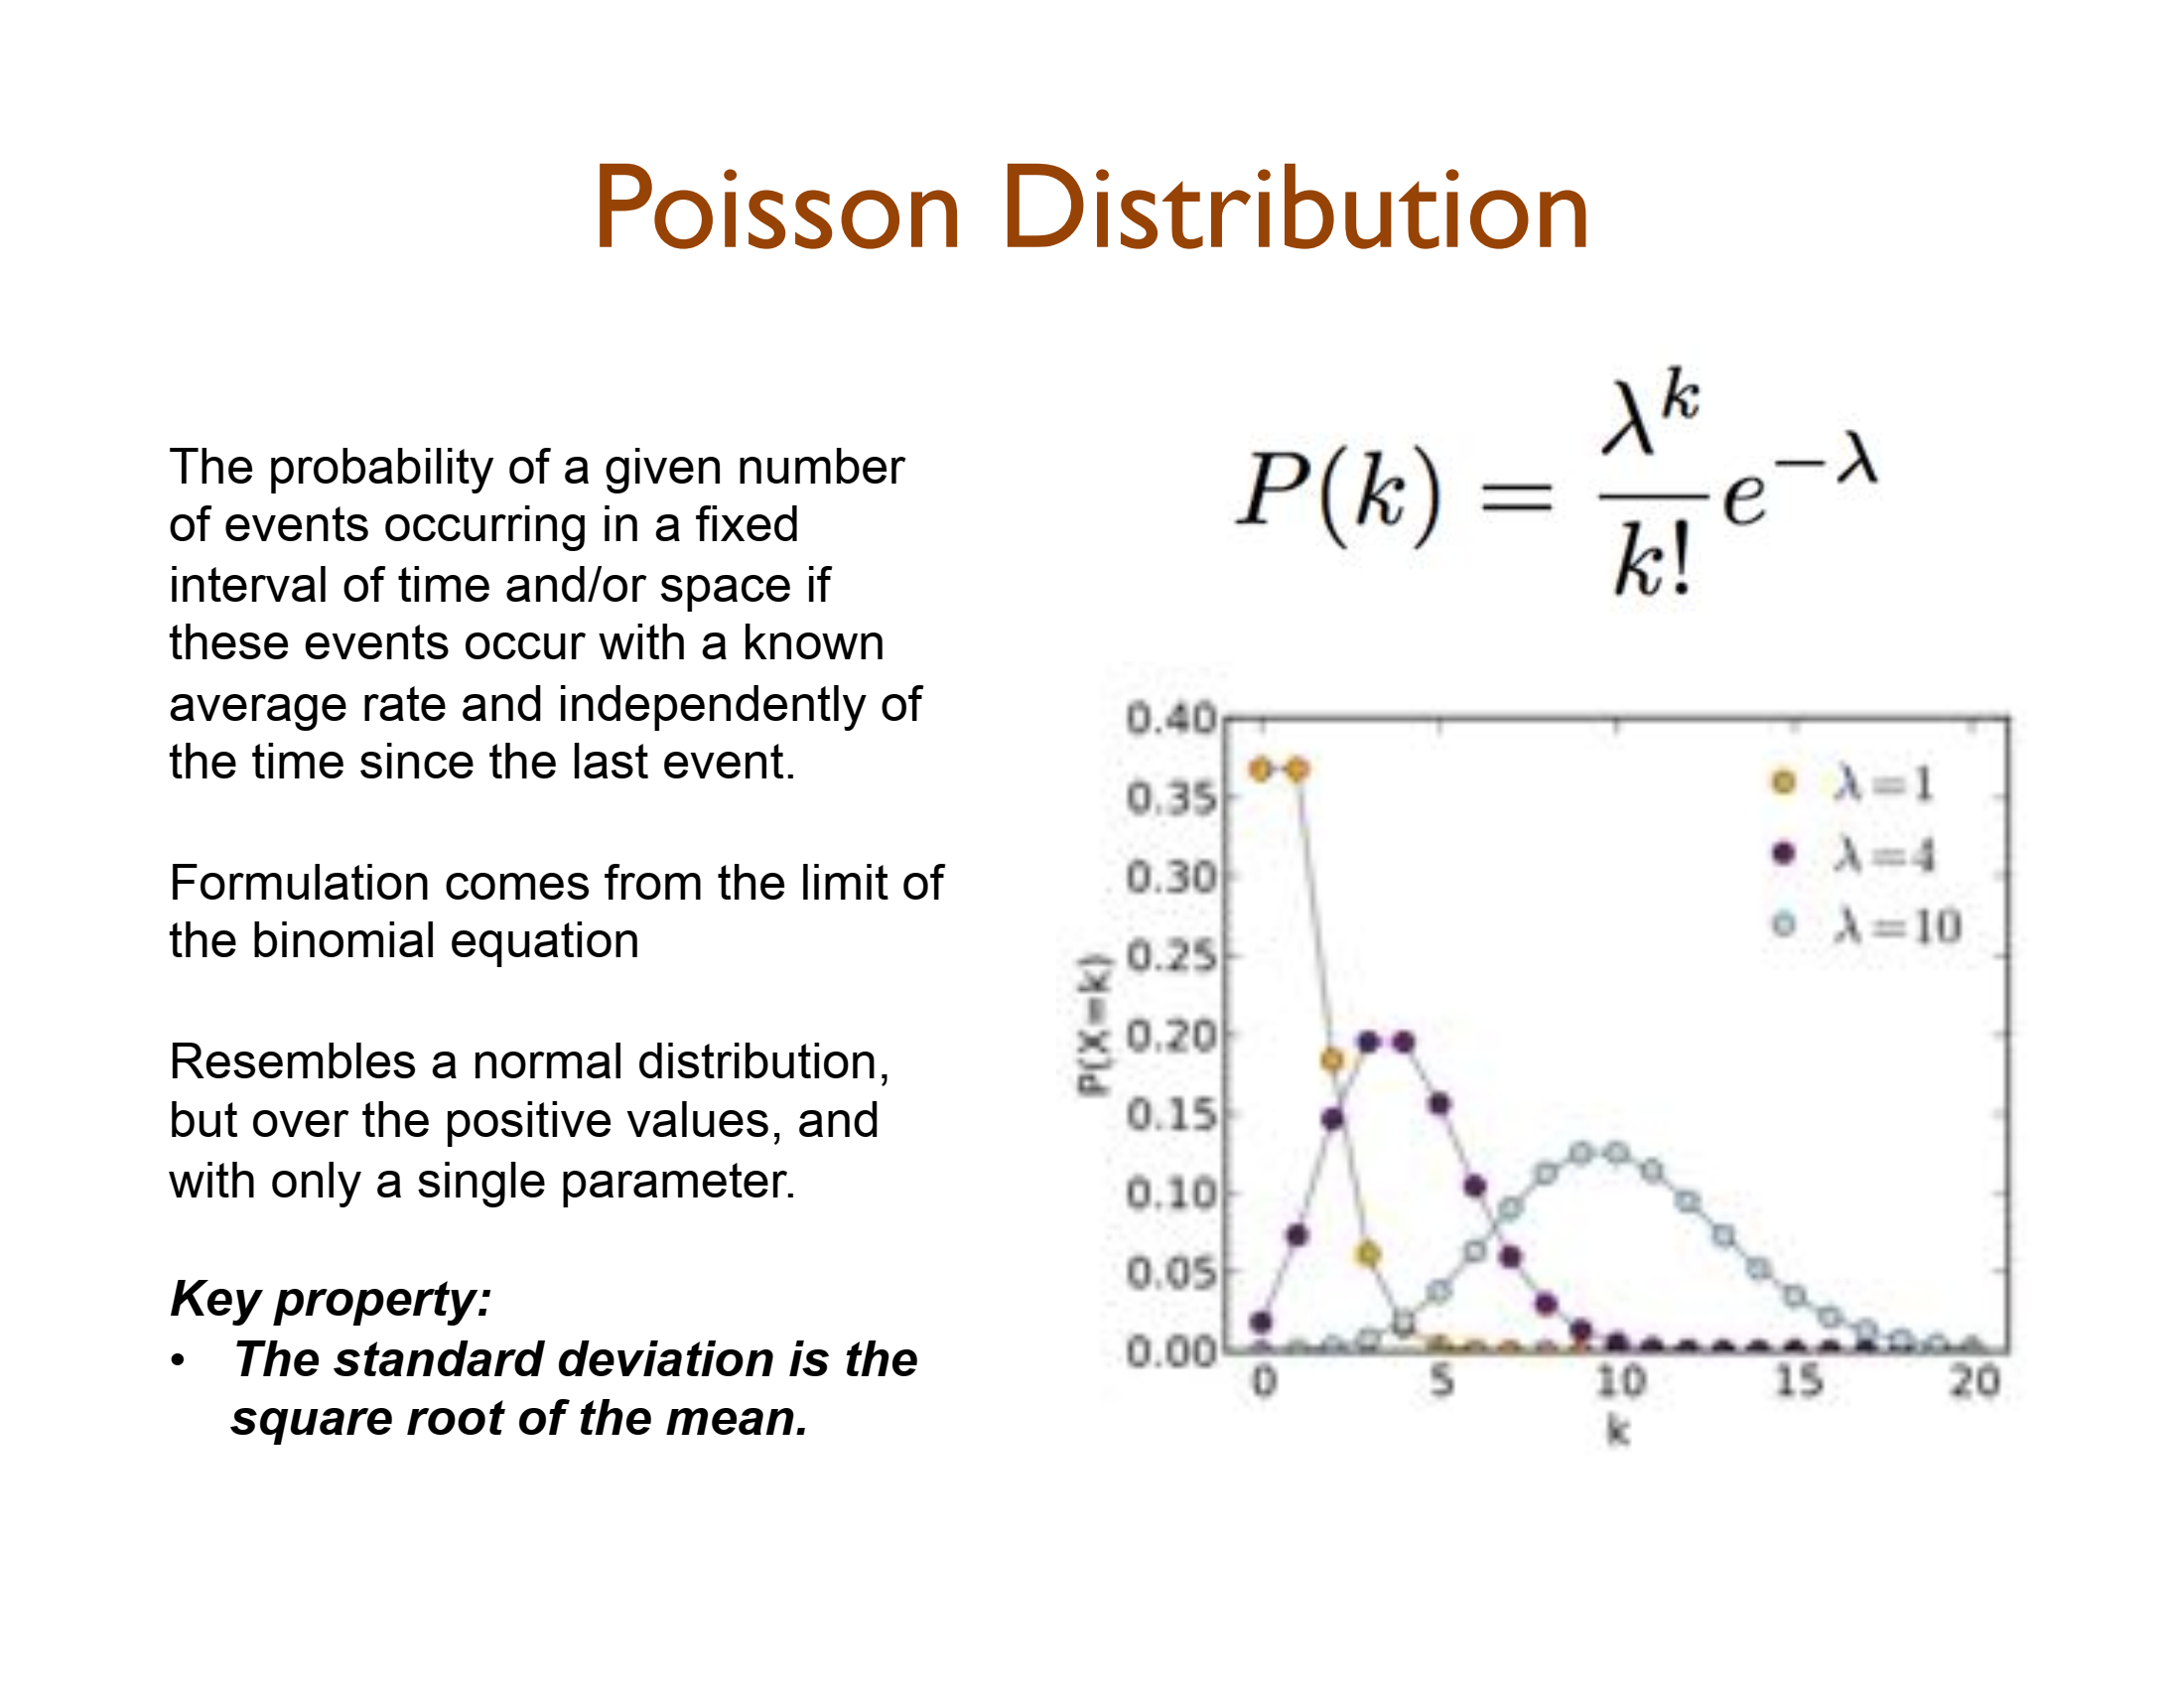 Poisson Distribution
The probability of a given number
of events occurring in a fixed
interval of time and/or space if
these events occur with a known
average rate and independently of
the time since the last event.
Formulation comes from the limit of
the binomial equation
Resembles a normal distribution,
but over the positive values, and
with only a single parameter.
Key property:
• The standard deviation is the
square root of the mean.
P(k) = \frac{λ^k}{k!} e^{-λ}
0.40
0.35
0.30
0.25
0.20
0.15
0.10
0.05
0.00
P(X=k)
λ=1
λ=4
λ=10
0 5 10 15 20
k